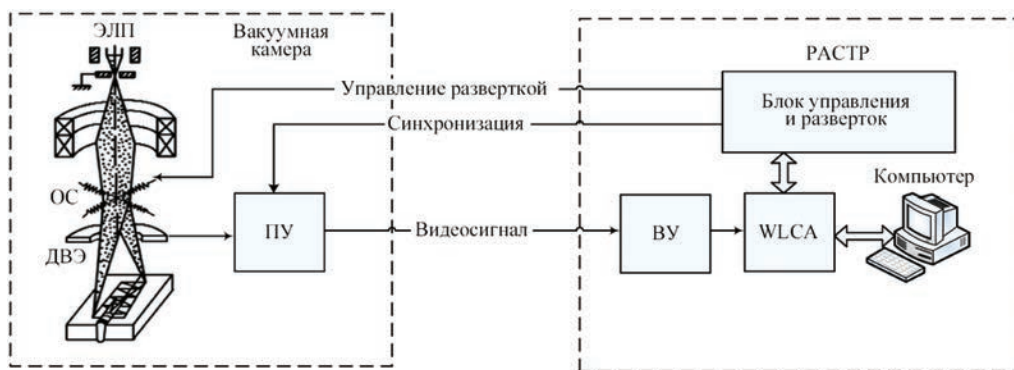 ЭЛП
Вакуумная
камера
РАСТР
Управление разверткой
Блок управления
и разверток
Синхронизация
Компьютер
ОС
ПУ
Видеосигнал
ВУ
WLCA
ДВЭ